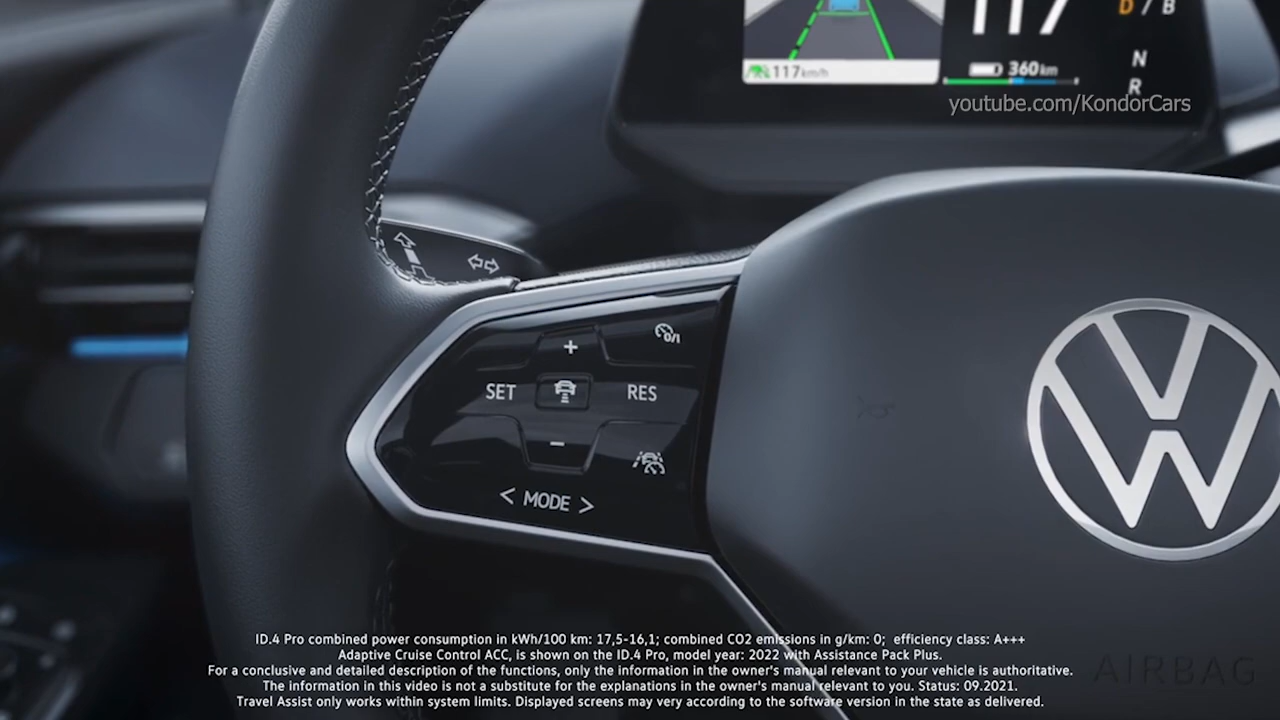 117
D / B
N
R
117 km/h
360 km
youtube.com/KondorCars
+
0/1
SET
RES
−
< MODE >
AIRBAG
ID.4 Pro combined power consumption in kWh/100 km: 17,5-16,1; combined CO2 emissions in g/km: 0; efficiency class: A+++
Adaptive Cruise Control ACC, is shown on the ID.4 Pro, model year: 2022 with Assistance Pack Plus.
For a conclusive and detailed description of the functions, only the information in the owner's manual relevant to your vehicle is authoritative.
The information in this video is not a substitute for the explanations in the owner's manual relevant to you. Status: 09.2021.
Travel Assist only works within system limits. Displayed screens may very according to the software version in the state as delivered.